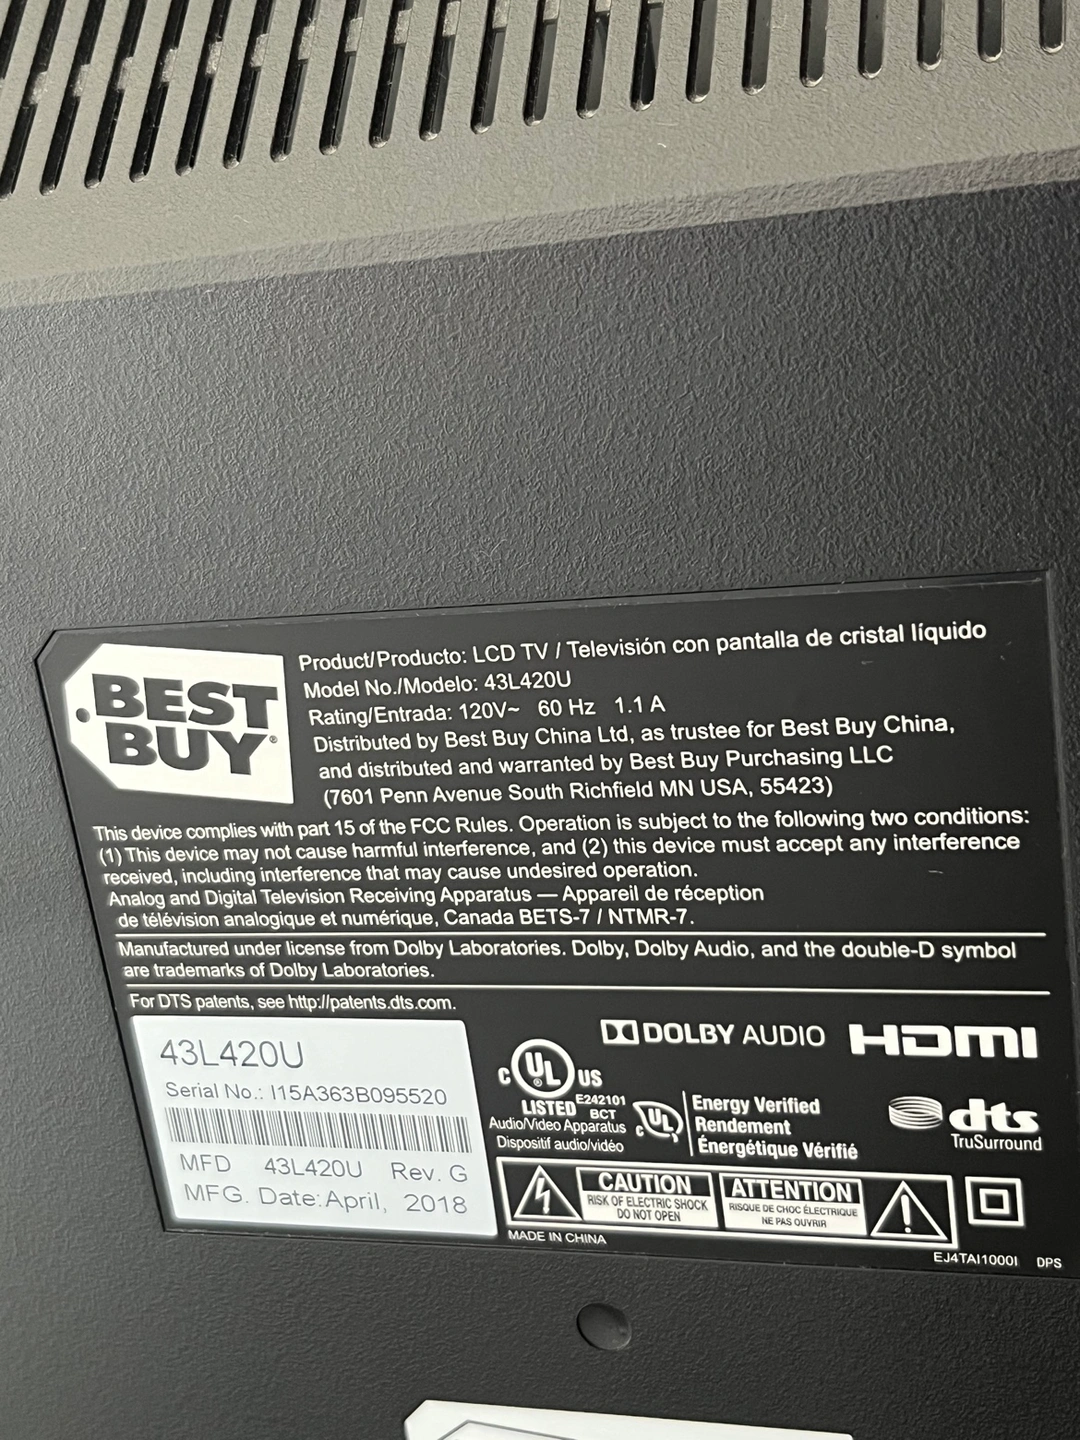 BEST
BUY®
Product/Producto: LCD TV / Televisión con pantalla de cristal líquido
Model No./Modelo: 43L420U
Rating/Entrada: 120V~ 60 Hz 1.1 A
Distributed by Best Buy China Ltd, as trustee for Best Buy China,
and distributed and warranted by Best Buy Purchasing LLC
(7601 Penn Avenue South Richfield MN USA, 55423)
This device complies with part 15 of the FCC Rules. Operation is subject to the following two conditions:
(1) This device may not cause harmful interference, and (2) this device must accept any interference
received, including interference that may cause undesired operation.
Analog and Digital Television Receiving Apparatus — Appareil de réception
de télévision analogique et numérique, Canada BETS-7 / NTMR-7.
Manufactured under license from Dolby Laboratories. Dolby, Dolby Audio, and the double-D symbol
are trademarks of Dolby Laboratories.
For DTS patents, see http://patents.dts.com.
43L420U
Serial No.: I15A363B095520
MFD 43L420U Rev. G
MFG. Date:April, 2018
DOLBY AUDIO
HDMI
C UL® US
LISTED E242101
BCT
Audio/Video Apparatus
Dispositif audio/vidéo
c UL
Energy Verified
Rendement
Énergétique Vérifié
dts
TruSurround
CAUTION
RISK OF ELECTRIC SHOCK
DO NOT OPEN
ATTENTION
RISQUE DE CHOC ÉLECTRIQUE
NE PAS OUVRIR
MADE IN CHINA
EJ4TAI1000I DPS